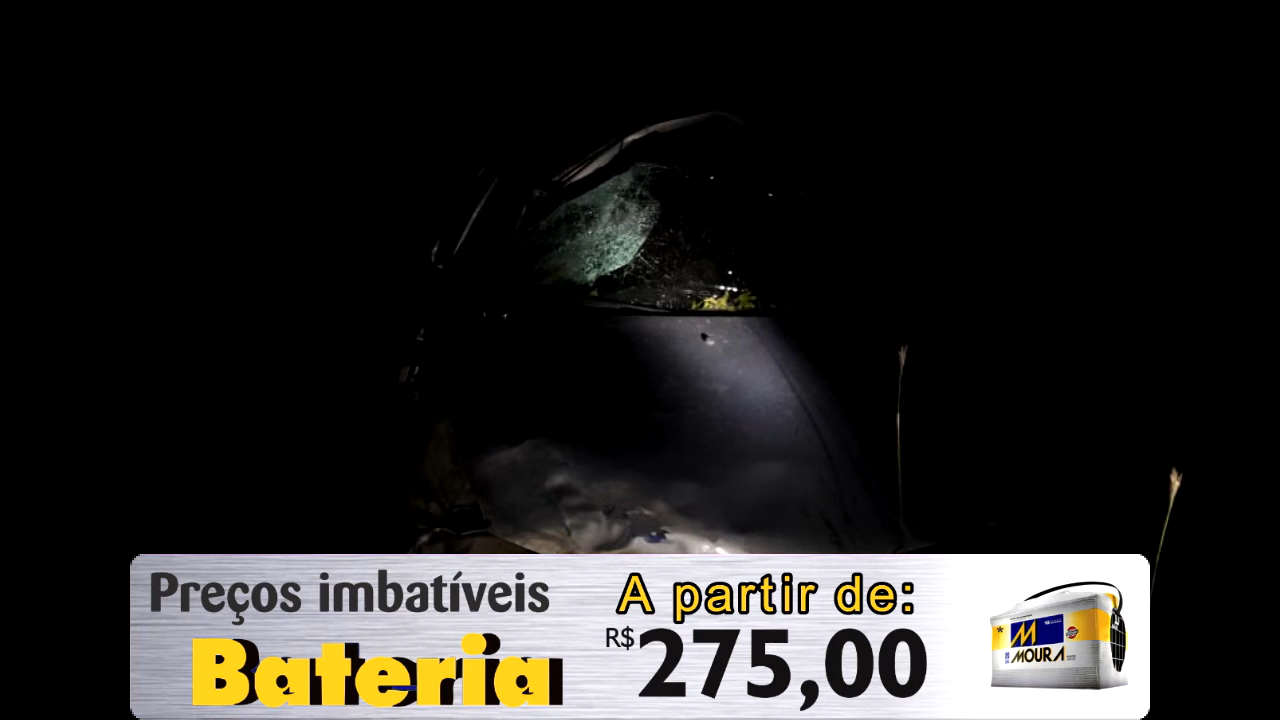 Preços imbatíveis
Bateria
A partir de:
R$ 275,00
M
MOURA